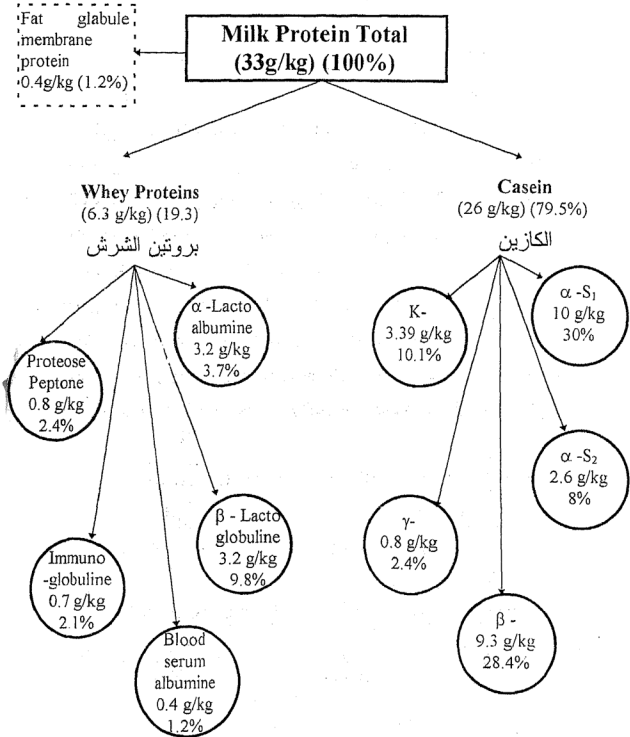 Fat glabule
membrane
protein
0.4g/kg (1.2%)
Milk Protein Total
(33g/kg) (100%)
Whey Proteins
(6.3 g/kg) (19.3)
بروتين الشرش
Casein
(26 g/kg) (79.5%)
الكازين
α -Lacto
albumine
3.2 g/kg
3.7%
Proteose
Peptone
0.8 g/kg
2.4%
β - Lacto
globuline
3.2 g/kg
9.8%
Immuno
-globuline
0.7 g/kg
2.1%
Blood
serum
albumine
0.4 g/kg
1.2%
K-
3.39 g/kg
10.1%
α -S₁
10 g/kg
30%
α -S₂
2.6 g/kg
8%
γ-
0.8 g/kg
2.4%
β -
9.3 g/kg
28.4%